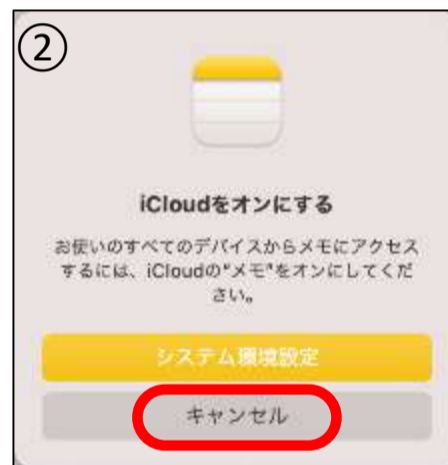 ②
iCloudをオンにする
お使いのすべてのデバイスからメモにアクセス
するには、iCloudの“メモ”をオンにしてくだ
さい。
システム環境設定
キャンセル